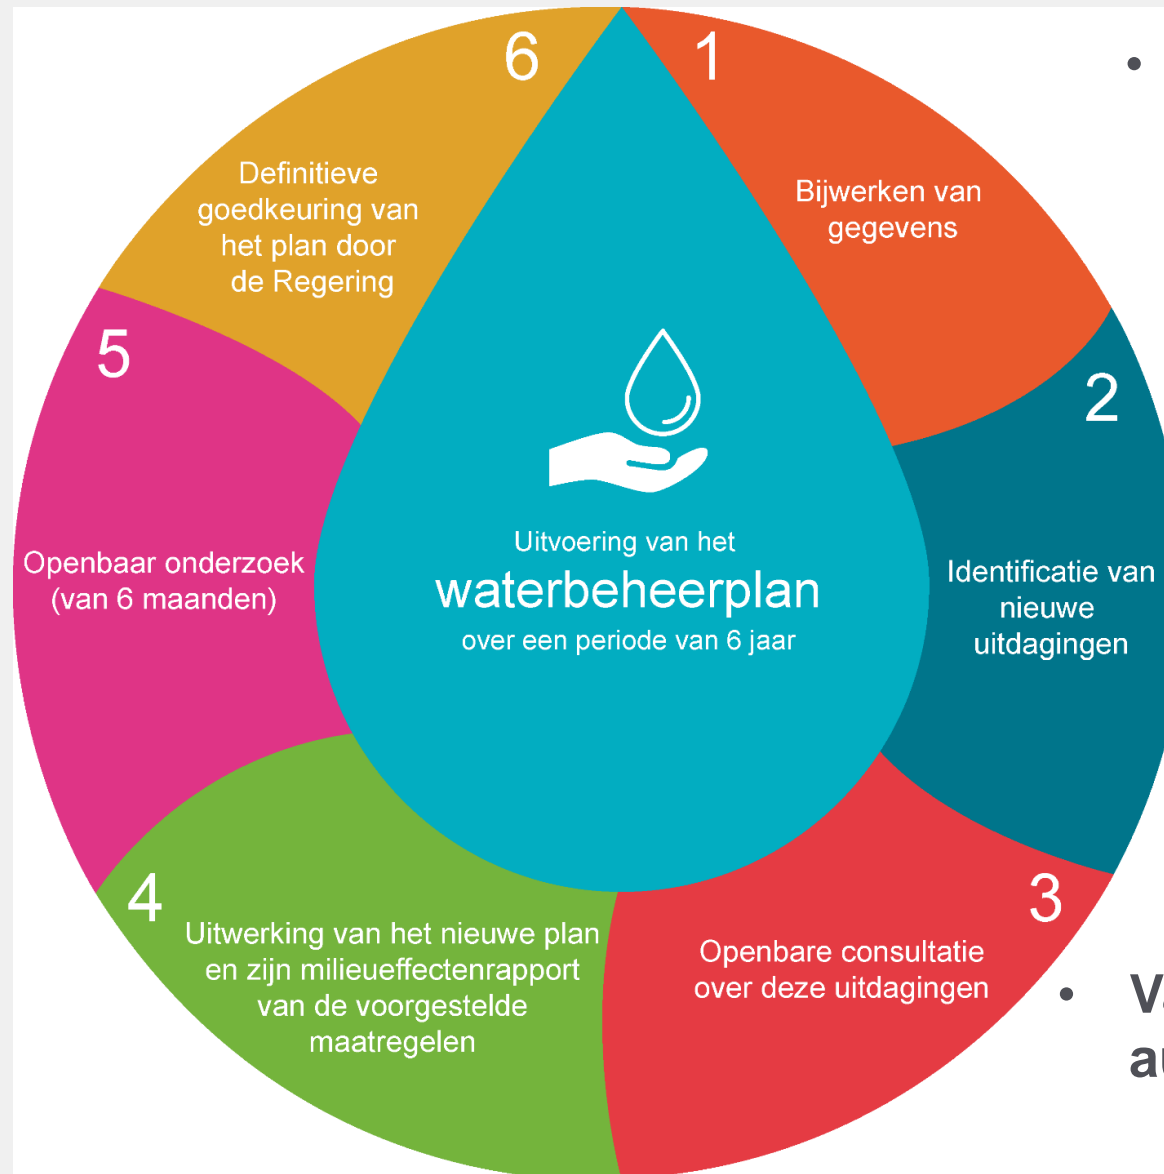 1
Bijwerken van
gegevens
2
Identificatie van
nieuwe
uitdagingen
3
Openbare consultatie
over deze uitdagingen
4
Uitwerking van het nieuwe plan
en zijn milieueffectenrapport
van de voorgestelde
maatregelen
5
Openbaar onderzoek
(van 6 maanden)
6
Definitieve
goedkeuring van
het plan door
de Regering
Uitvoering van het
waterbeheerplan
over een periode van 6 jaar
•
•